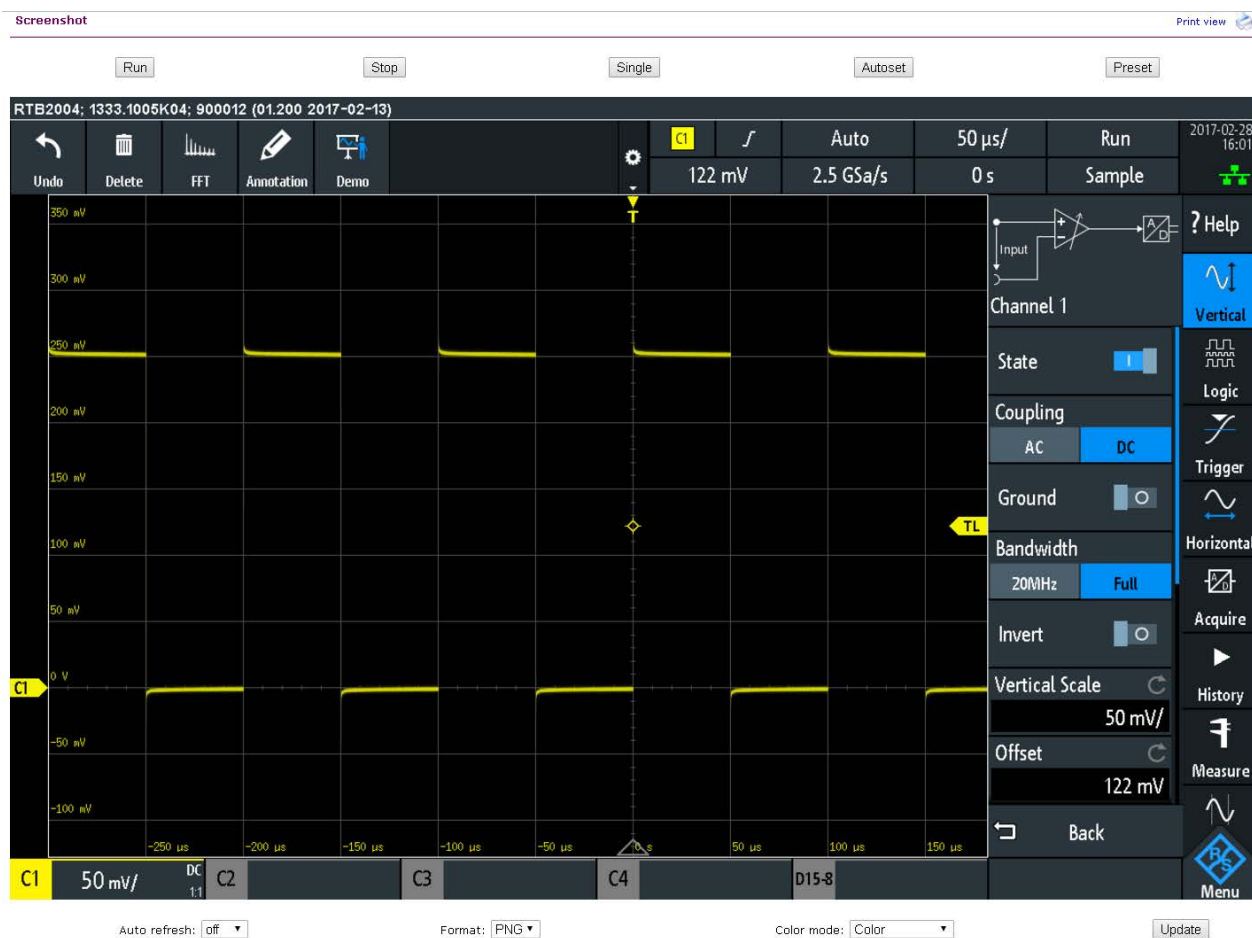 Screenshot
Print view
Run Stop Single Autoset Preset
RTB2004; 1333.1005K04; 900012 (01.200 2017-02-13)
Undo Delete FFT Annotation Demo
C1 Auto 50 µs/ Run
122 mV 2.5 GSa/s 0 s Sample
2017-02-28
16:01
350 mV
300 mV
250 mV
200 mV
150 mV
100 mV
50 mV
0 V
-50 mV
-100 mV
T
TL
C1
-250 µs -200 µs -150 µs -100 µs -50 µs 0 s 50 µs 100 µs 150 µs
Input
A
D
Channel 1
State
Coupling
AC DC
Ground
Bandwidth
20MHz Full
Invert
Vertical Scale
50 mV/
Offset
122 mV
Back
? Help
Vertical
Logic
Trigger
Horizontal
Acquire
History
Measure
R&S
Menu
C1 50 mV/ DC 1:1 C2 C3 C4 D15-8
Auto refresh: off Format: PNG Color mode: Color Update